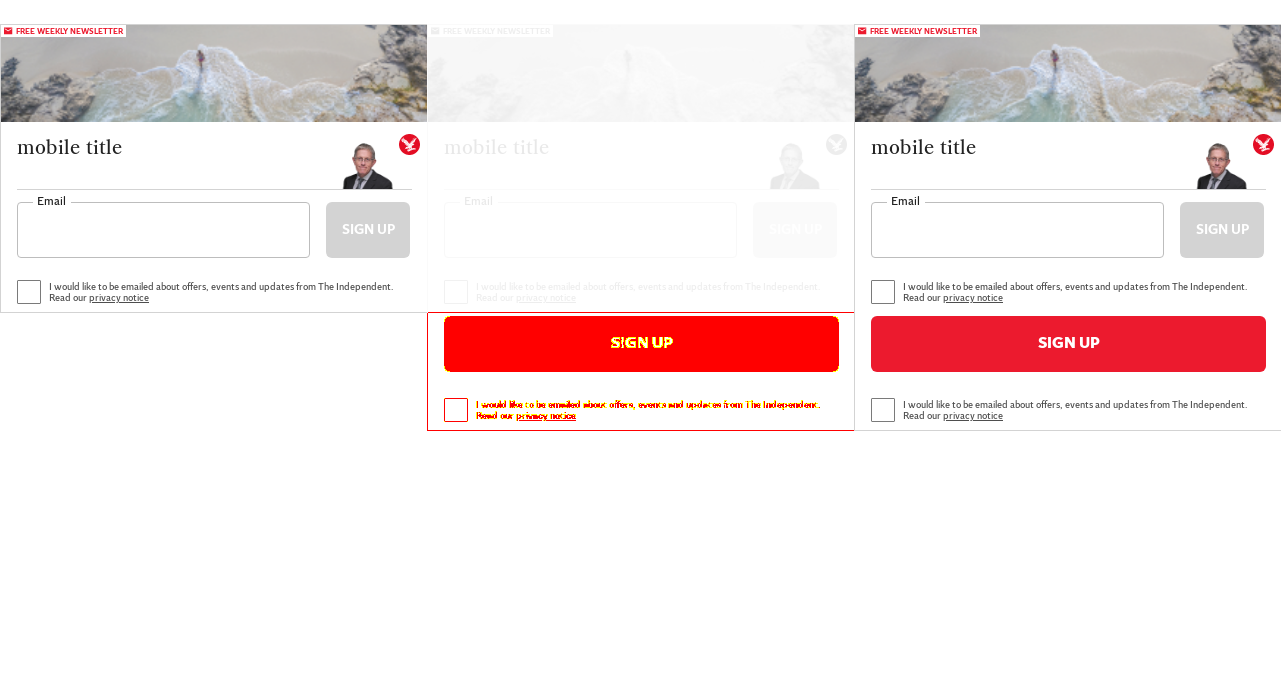 FREE WEEKLY NEWSLETTER
mobile title
Email
SIGN UP
I would like to be emailed about offers, events and updates from The Independent.
Read our privacy notice
FREE WEEKLY NEWSLETTER
mobile title
Email
SIGN UP
I would like to be emailed about offers, events and updates from The Independent.
Read our privacy notice
SIGN UP
I would like to be emailed about offers, events and updates from The Independent.
Read our privacy notice
FREE WEEKLY NEWSLETTER
mobile title
Email
SIGN UP
I would like to be emailed about offers, events and updates from The Independent.
Read our privacy notice
SIGN UP
I would like to be emailed about offers, events and updates from The Independent.
Read our privacy notice